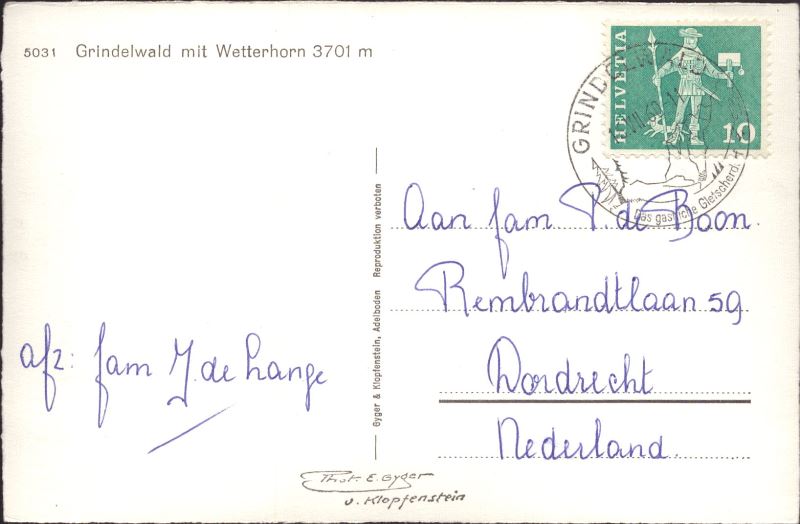 5031 Grindelwald mit Wetterhorn 3701 m
HELVETIA
10
GRINDELWALD
Das gastliche Gletscherdorf
Gyger & Klopfenstein, Adelboden Reproduktion verboten
Aan fam P. de Boon.
Rembrandtlaan 59
Dordrecht
Nederland.
afz: fam J. de Lange
Phot. E. Gyger
u. Klopfenstein